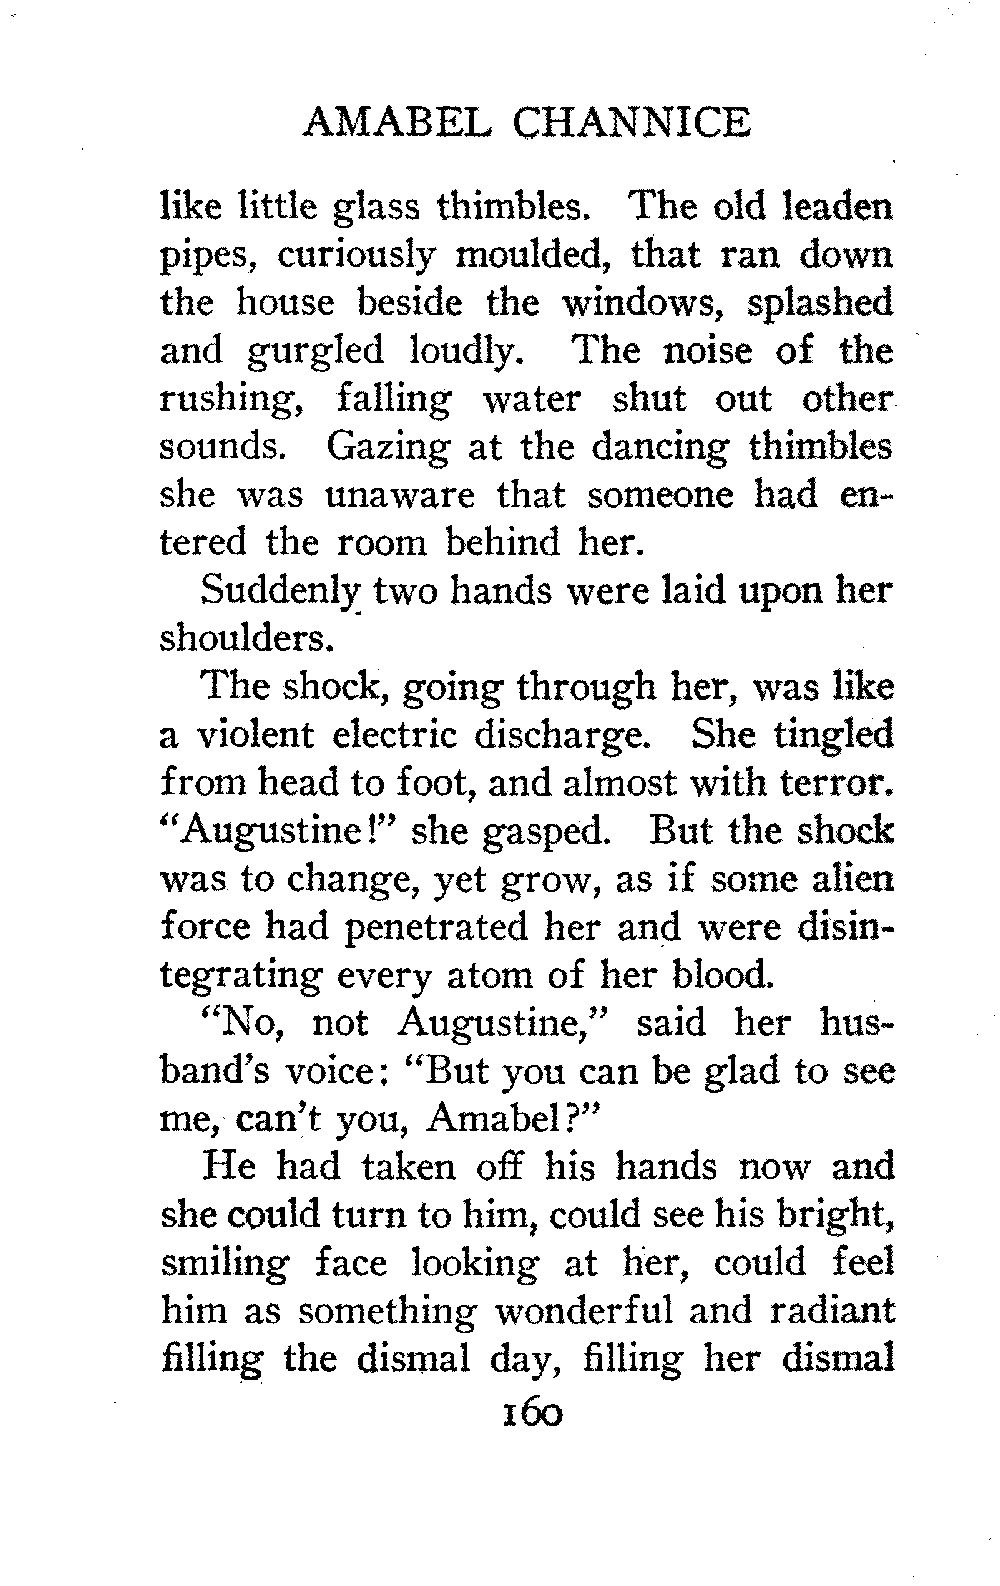 AMABEL CHANNICE
like little glass thimbles. The old leaden
pipes, curiously moulded, that ran down
the house beside the windows, splashed
and gurgled loudly. The noise of the
rushing, falling water shut out other
sounds. Gazing at the dancing thimbles
she was unaware that someone had en-
tered the room behind her.
Suddenly two hands were laid upon her
shoulders.
The shock, going through her, was like
a violent electric discharge. She tingled
from head to foot, and almost with terror.
“Augustine!” she gasped. But the shock
was to change, yet grow, as if some alien
force had penetrated her and were disin-
tegrating every atom of her blood.
“No, not Augustine,” said her hus-
band’s voice: “But you can be glad to see
me, can’t you, Amabel?”
He had taken off his hands now and
she could turn to him, could see his bright,
smiling face looking at her, could feel
him as something wonderful and radiant
filling the dismal day, filling her dismal
160